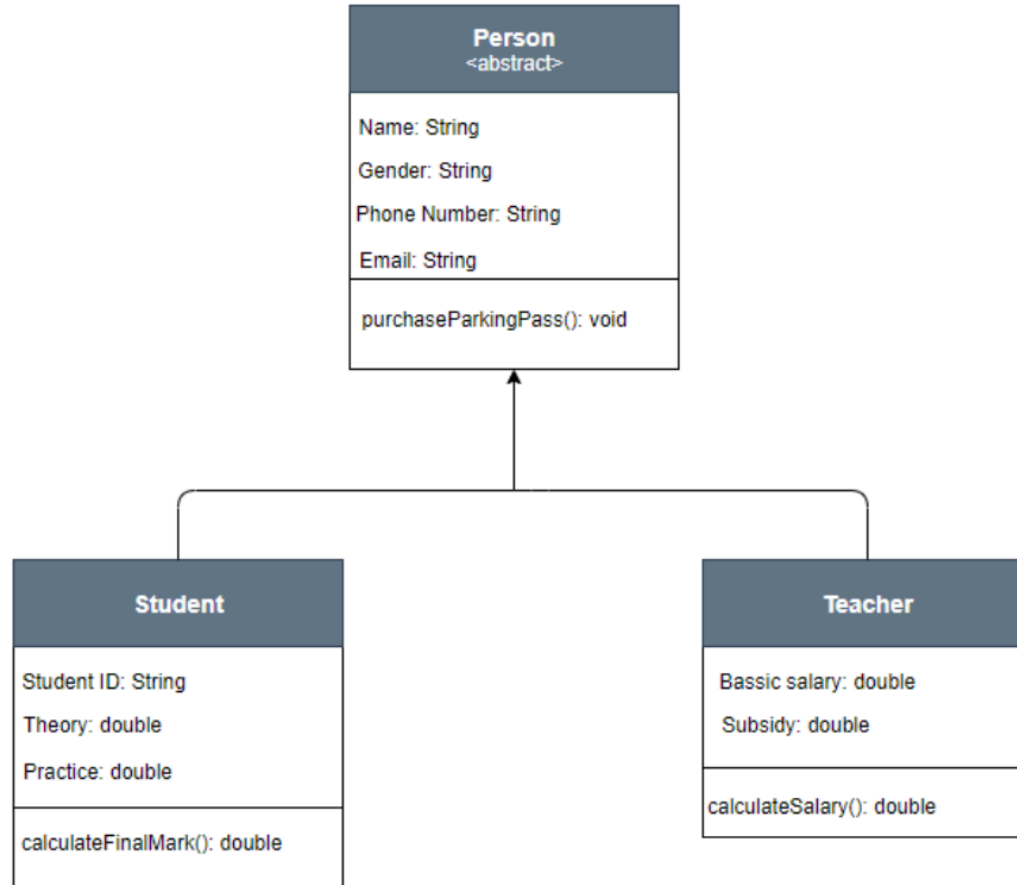 Person
<abstract>
Name: String
Gender: String
Phone Number: String
Email: String
purchaseParkingPass(): void
Student
Student ID: String
Theory: double
Practice: double
calculateFinalMark(): double
Teacher
Bassic salary: double
Subsidy: double
calculateSalary(): double